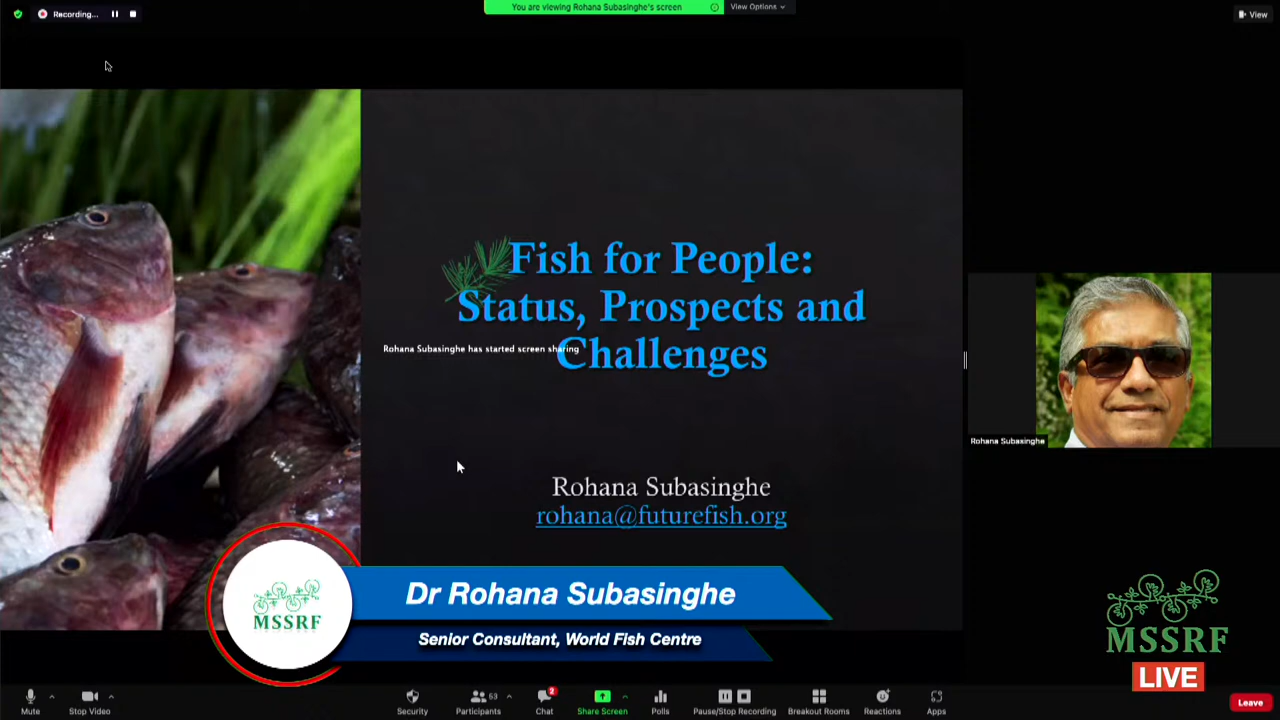 Recording...
You are viewing Rohana Subasinghe's screen
View Options
View
Fish for People:
Status, Prospects and
Challenges
Rohana Subasinghe has started screen sharing
Rohana Subasinghe
Rohana Subasinghe
rohana@futurefish.org
MSSRF
Dr Rohana Subasinghe
Senior Consultant, World Fish Centre
MSSRF
LIVE
Mute
Stop Video
Security
53
Participants
2
Chat
Share Screen
Polls
Pause/Stop Recording
Breakout Rooms
Reactions
Apps
Leave